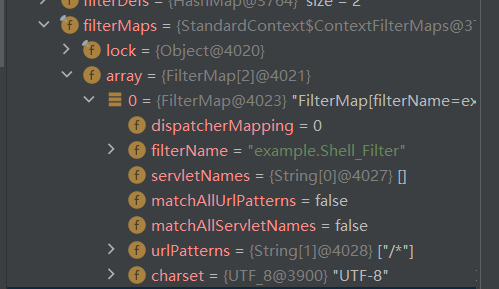 filterDefs = {HashMap@3764} size = 2
filterMaps = {StandardContext$ContextFilterMaps@37
lock = {Object@4020}
array = {FilterMap[2]@4021}
0 = {FilterMap@4023} "FilterMap[filterName=ex
dispatcherMapping = 0
filterName = "example.Shell_Filter"
servletNames = {String[0]@4027} []
matchAllUrlPatterns = false
matchAllServletNames = false
urlPatterns = {String[1]@4028} ["/*"]
charset = {UTF_8@3900} "UTF-8"